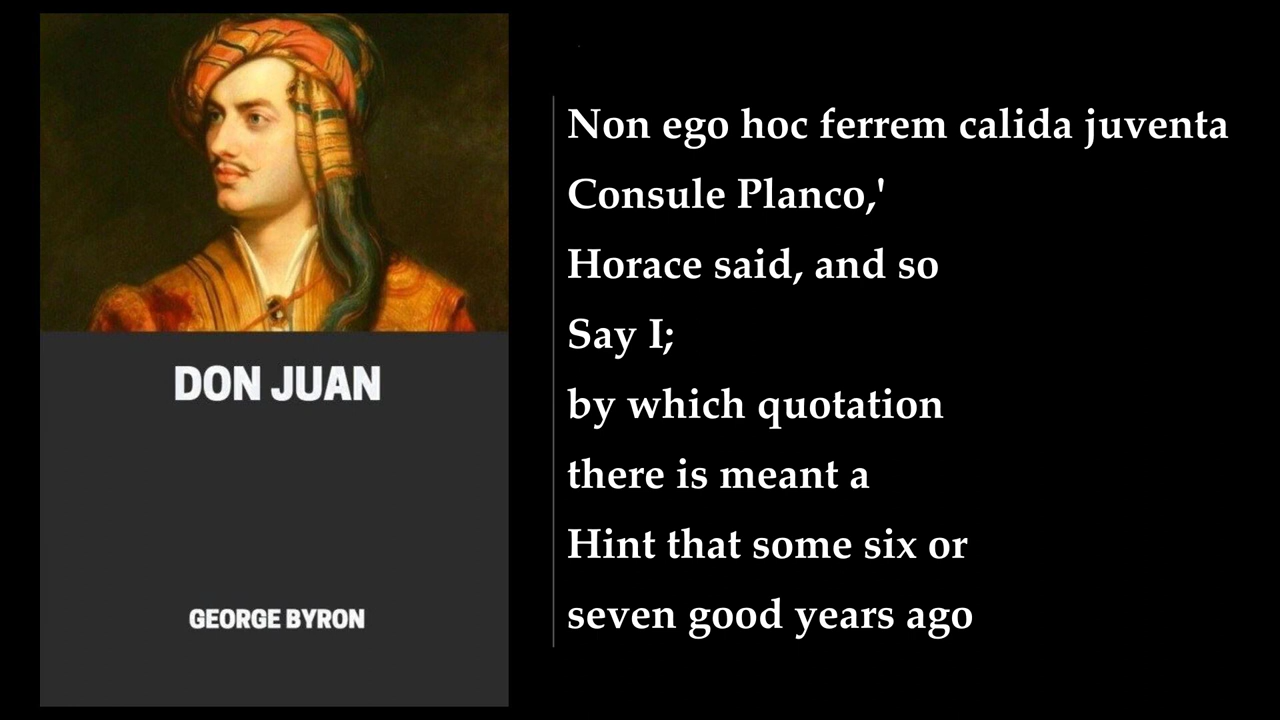 DON JUAN
GEORGE BYRON
Non ego hoc ferrem calida juventa
Consule Planco,'
Horace said, and so
Say I;
by which quotation
there is meant a
Hint that some six or
seven good years ago